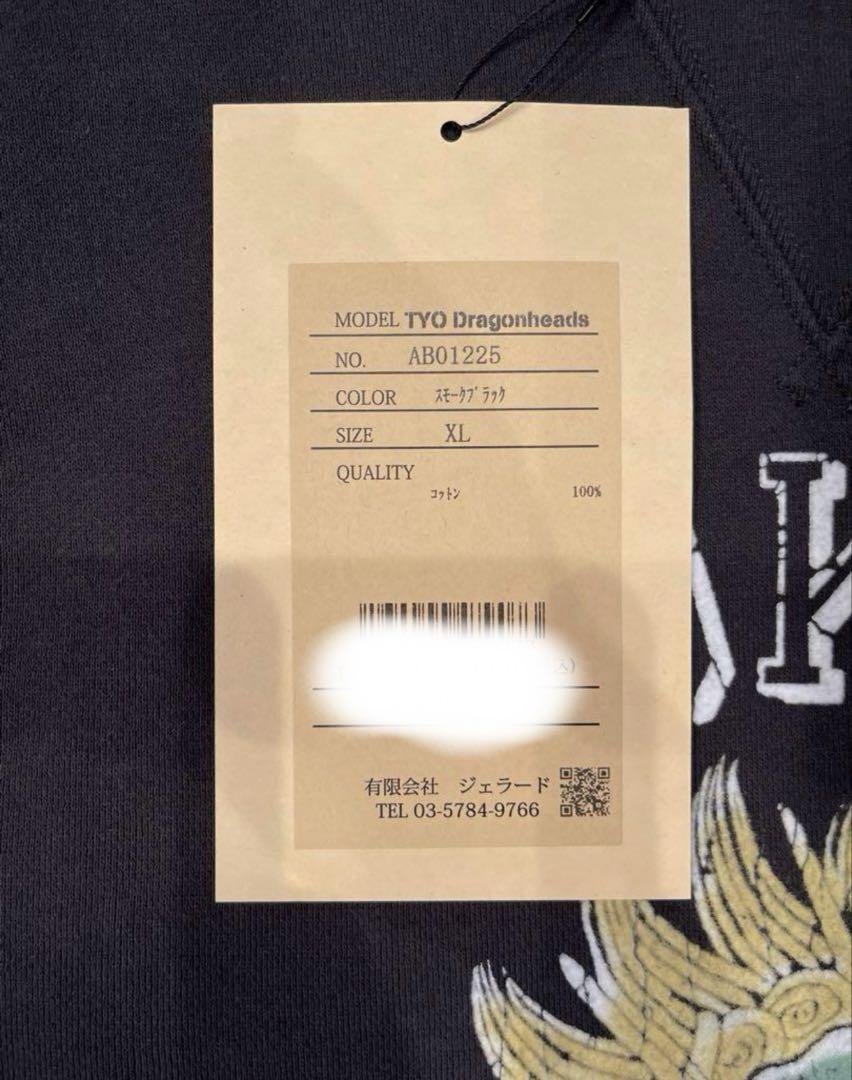 MODEL TYO Dragonheads
NO. AB01225
COLOR ｽﾓｰｸﾌﾞﾗｯｸ
SIZE XL
QUALITY
ｺｯﾄﾝ 100%
込)
有限会社　ジェラード
TEL 03-5784-9766
K